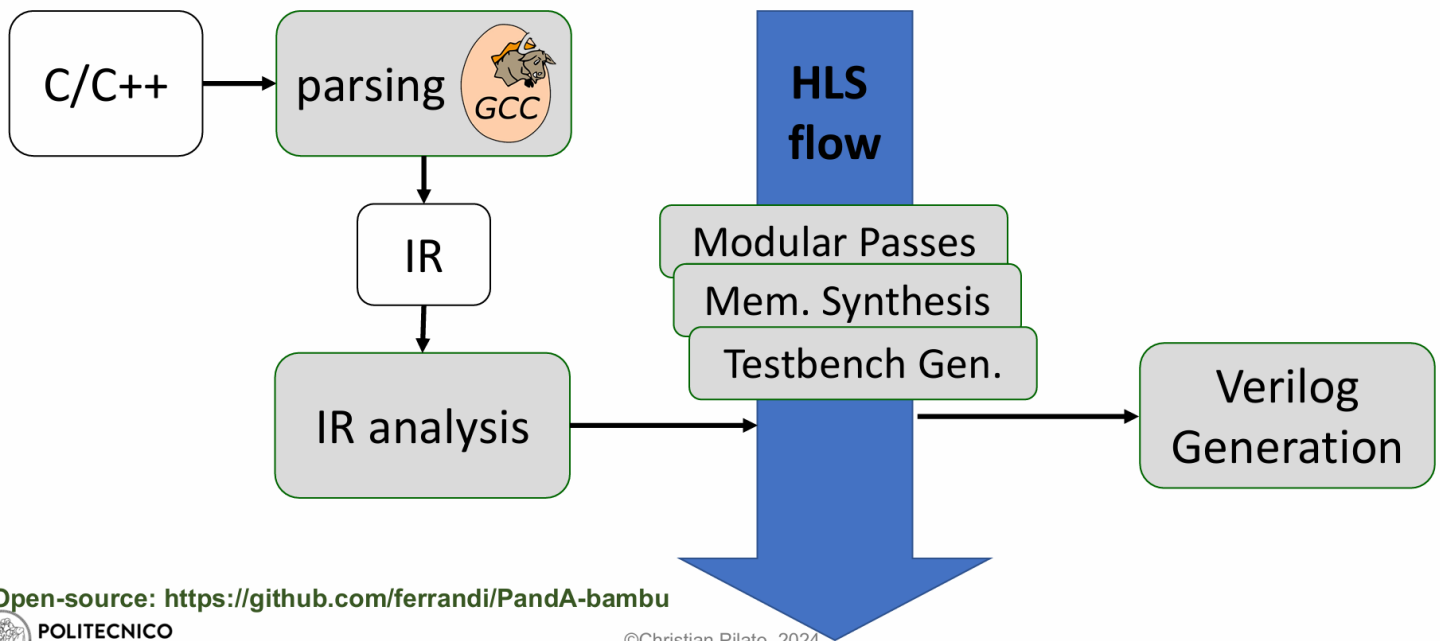 C/C++
parsing
GCC
HLS
flow
IR
Modular Passes
Mem. Synthesis
Testbench Gen.
IR analysis
Verilog
Generation
Open-source: https://github.com/ferrandi/PandA-bambu
POLITECNICO
©Christian Pilato, 2024